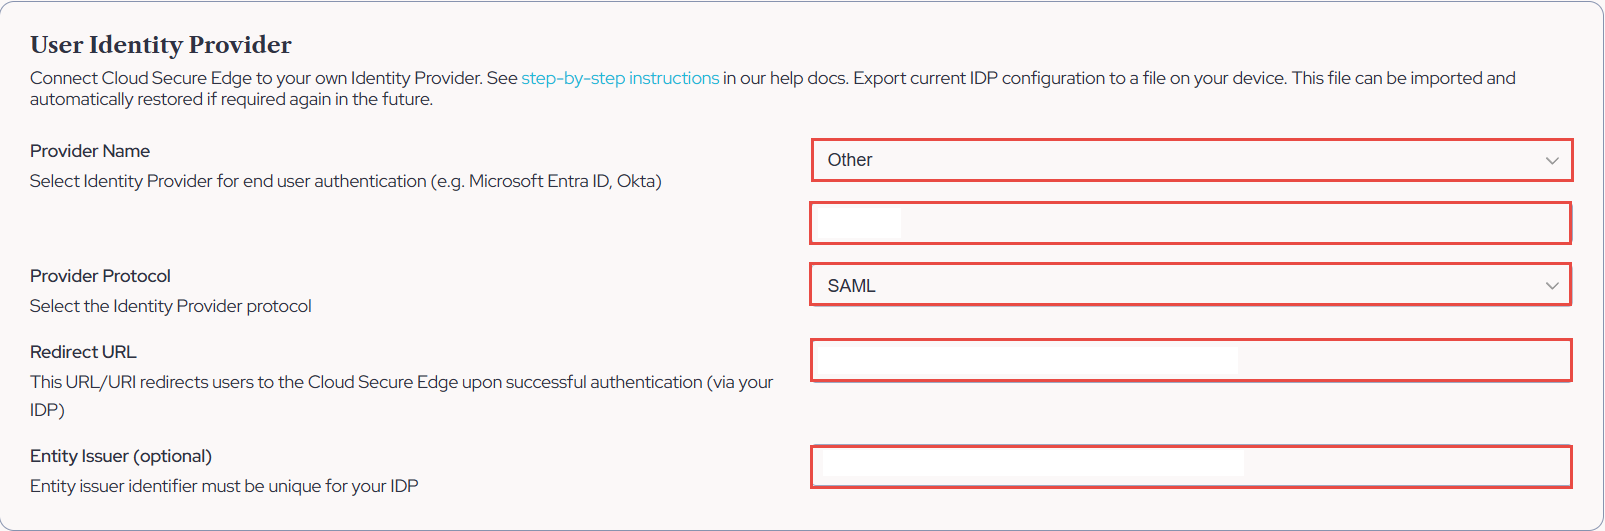 User Identity Provider
Connect Cloud Secure Edge to your own Identity Provider. See step-by-step instructions in our help docs. Export current IDP configuration to a file on your device. This file can be imported and
automatically restored if required again in the future.
Provider Name
Select Identity Provider for end user authentication (e.g. Microsoft Entra ID, Okta)
Other
Provider Protocol
Select the Identity Provider protocol
SAML
Redirect URL
This URL/URI redirects users to the Cloud Secure Edge upon successful authentication (via your
IDP)
Entity Issuer (optional)
Entity issuer identifier must be unique for your IDP